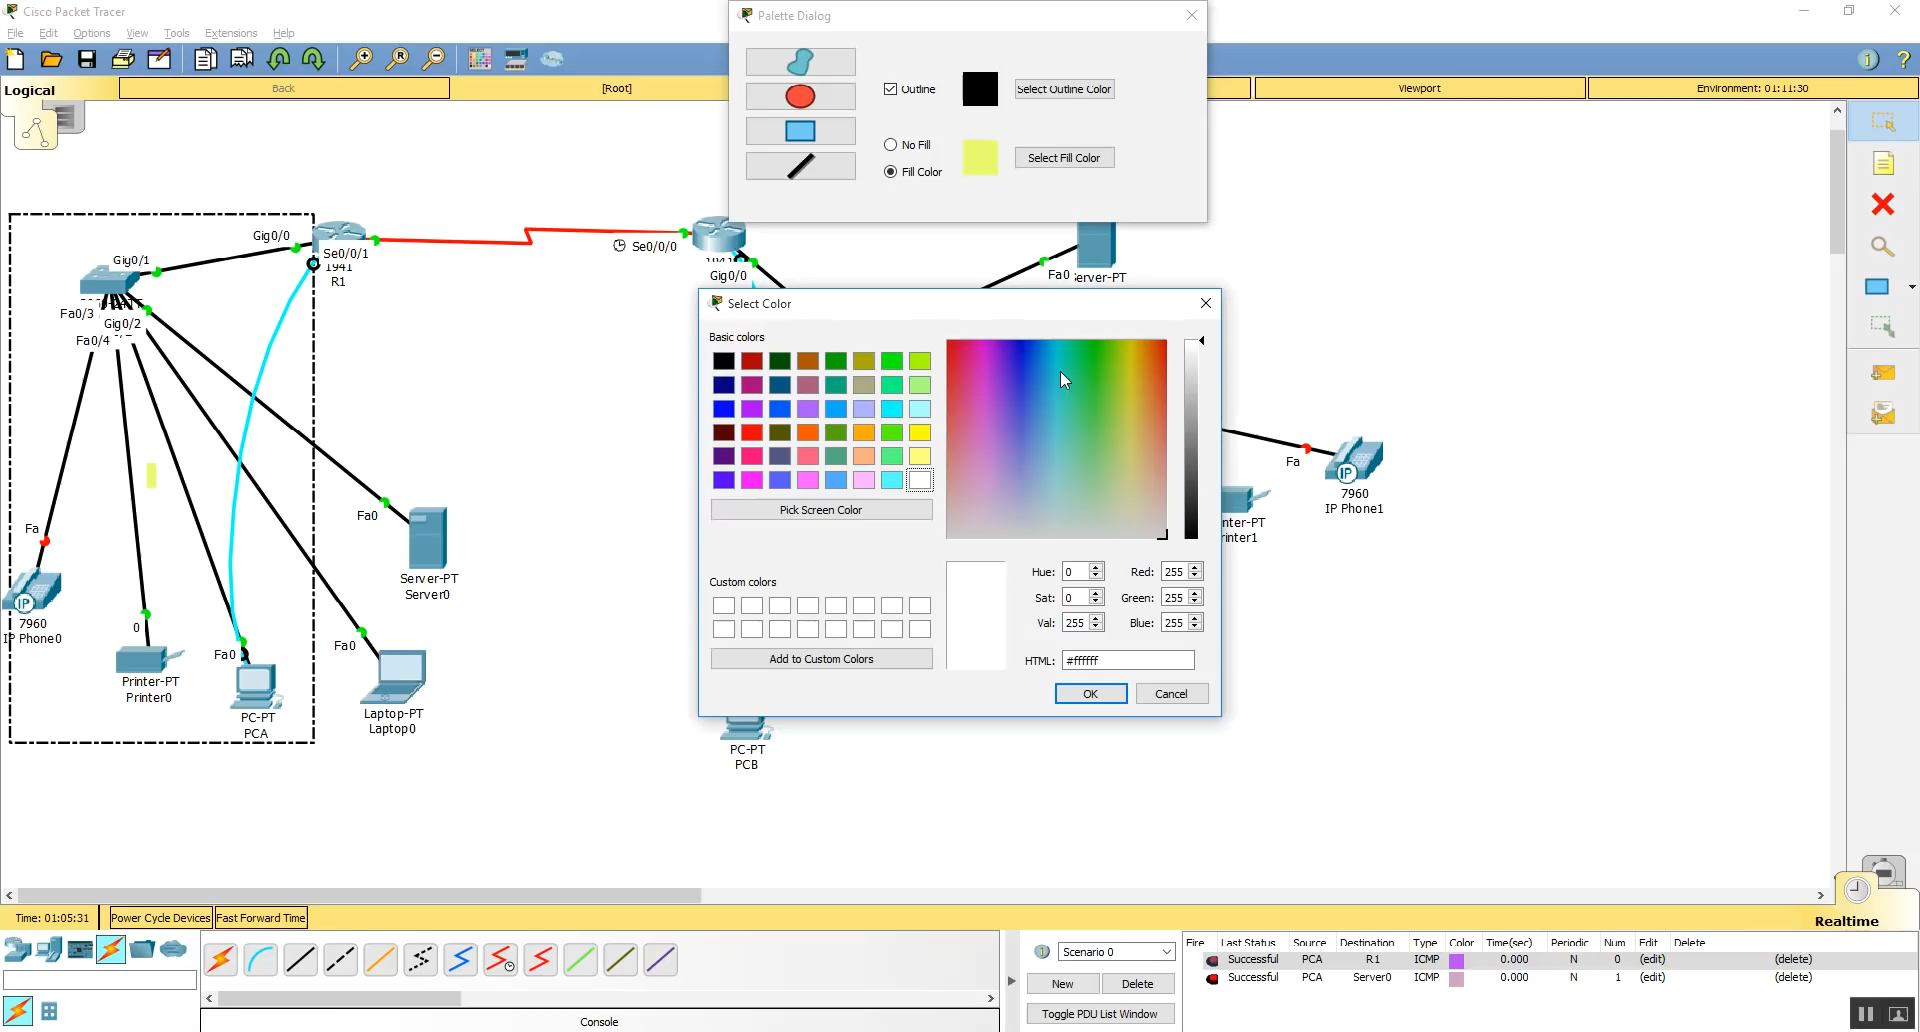 Cisco Packet Tracer
File Edit Options View Tools Extensions Help
Logical
Back
[Root]
Viewport
Environment: 01:11:30
Palette Dialog
Outline
Select Outline Color
No Fill
Fill Color
Select Fill Color
Gig0/0
Gig0/1
Se0/0/1
1941
R1
Se0/0/0
Gig0/0
Fa0
erver-PT
Fa0/3
Gig0/2
Fa0/4
Select Color
Basic colors
Pick Screen Color
Custom colors
Add to Custom Colors
Hue: 0 Red: 255
Sat: 0 Green: 255
Val: 255 Blue: 255
HTML: #ffffff
OK Cancel
Fa
IP
7960
IP Phone1
nter-PT
inter1
Fa0
Server-PT
Server0
Fa
IP
7960
IP Phone0
0
Printer-PT
Printer0
Fa0
PC-PT
PCA
Fa0
Laptop-PT
Laptop0
PC-PT
PCB
Time: 01:05:31 Power Cycle Devices Fast Forward Time
Realtime
Scenario 0
New Delete
Toggle PDU List Window
Console
Fire Last Status Source Destination Type Color Time(sec) Periodic Num Edit Delete
Successful PCA R1 ICMP 0.000 N 0 (edit) (delete)
Successful PCA Server0 ICMP 0.000 N 1 (edit) (delete)